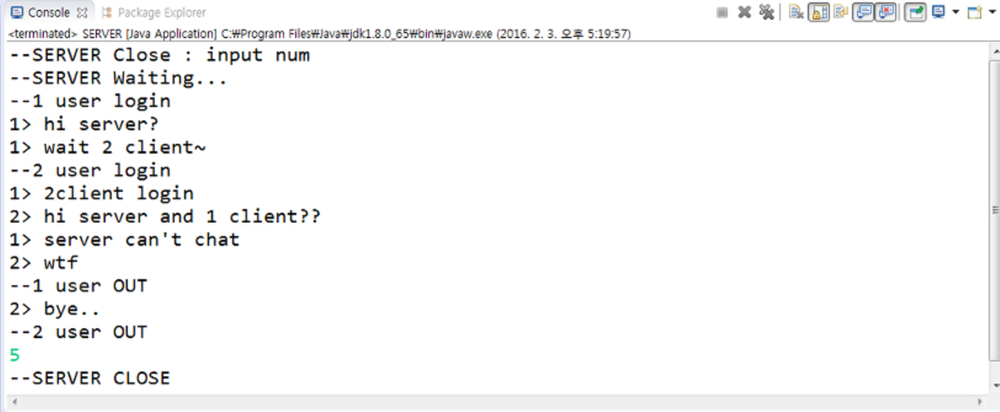 Console Package Explorer
<terminated> SERVER [Java Application] C:₩Program Files₩Java₩jdk1.8.0_65₩bin₩javaw.exe (2016. 2. 3. 오후 5:19:57)
--SERVER Close : input num
--SERVER Waiting...
--1 user login
1> hi server?
1> wait 2 client~
--2 user login
1> 2client login
2> hi server and 1 client??
1> server can't chat
2> wtf
--1 user OUT
2> bye..
--2 user OUT
5
--SERVER CLOSE